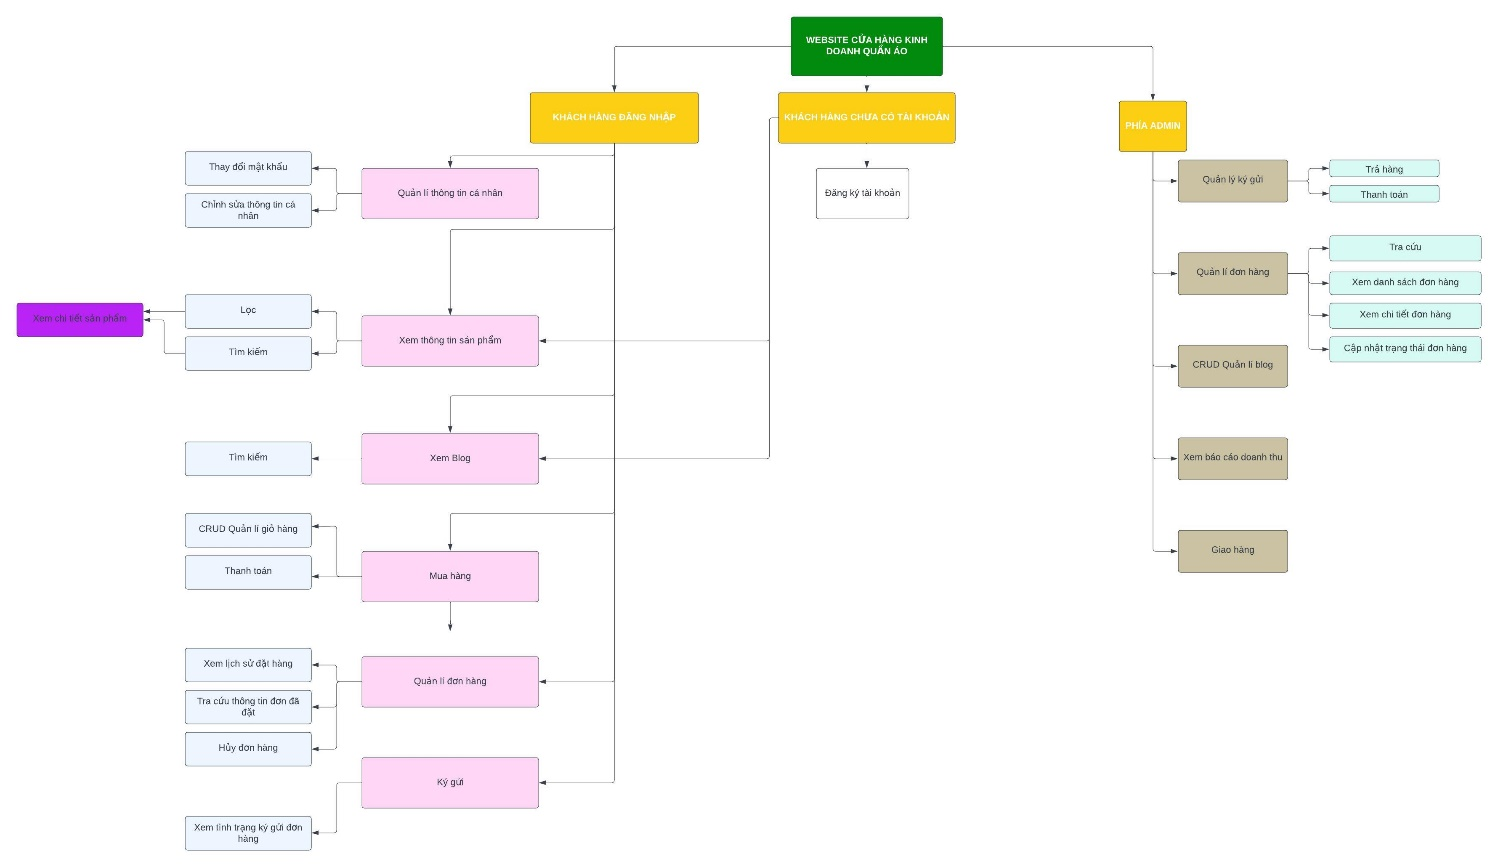 WEBSITE CỬA HÀNG KINH
DOANH QUẦN ÁO
KHÁCH HÀNG ĐĂNG NHẬP
KHÁCH HÀNG CHƯA CÓ TÀI KHOẢN
PHÍA ADMIN
Thay đổi mật khẩu
Chỉnh sửa thông tin cá
nhân
Quản lí thông tin cá nhân
Đăng ký tài khoản
Quản lý ký gửi
Trả hàng
Thanh toán
Quản lí đơn hàng
Tra cứu
Xem danh sách đơn hàng
Xem chi tiết đơn hàng
Cập nhật trạng thái đơn hàng
Xem chi tiết sản phẩm
Lọc
Tìm kiếm
Xem thông tin sản phẩm
CRUD Quản lí blog
Tìm kiếm
Xem Blog
Xem báo cáo doanh thu
CRUD Quản lí giỏ hàng
Thanh toán
Mua hàng
Giao hàng
Xem lịch sử đặt hàng
Tra cứu thông tin đơn đã
đặt
Hủy đơn hàng
Quản lí đơn hàng
Ký gửi
Xem tình trạng ký gửi đơn
hàng